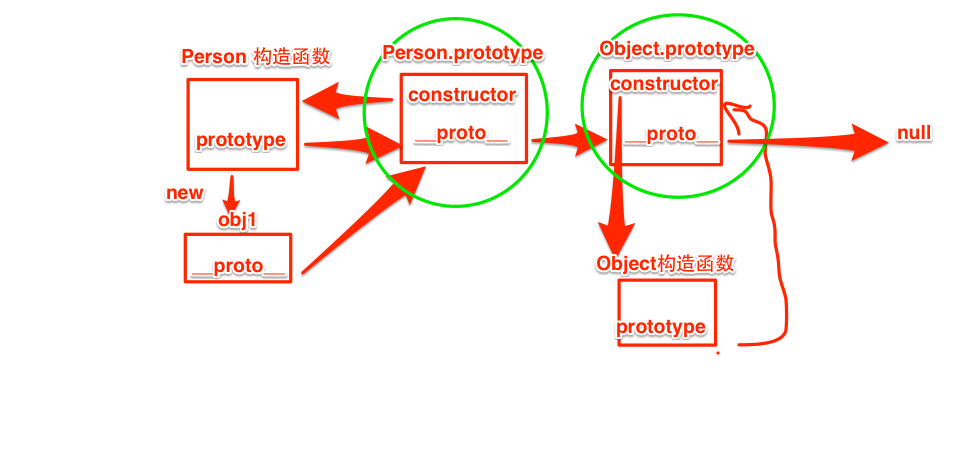 Person 构造函数
prototype
new
obj1
__proto__
Person.prototype
constructor
__proto__
Object.prototype
constructor
__proto__
null
Object构造函数
prototype